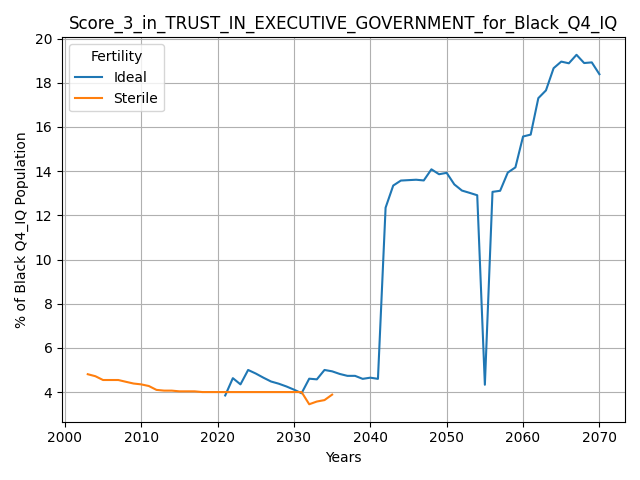 Score_3_in_TRUST_IN_EXECUTIVE_GOVERNMENT_for_Black_Q4_IQ
Fertility
Ideal
Sterile
% of Black Q4_IQ Population
20
18
16
14
12
10
8
6
4
2000 2010 2020 2030 2040 2050 2060 2070
Years